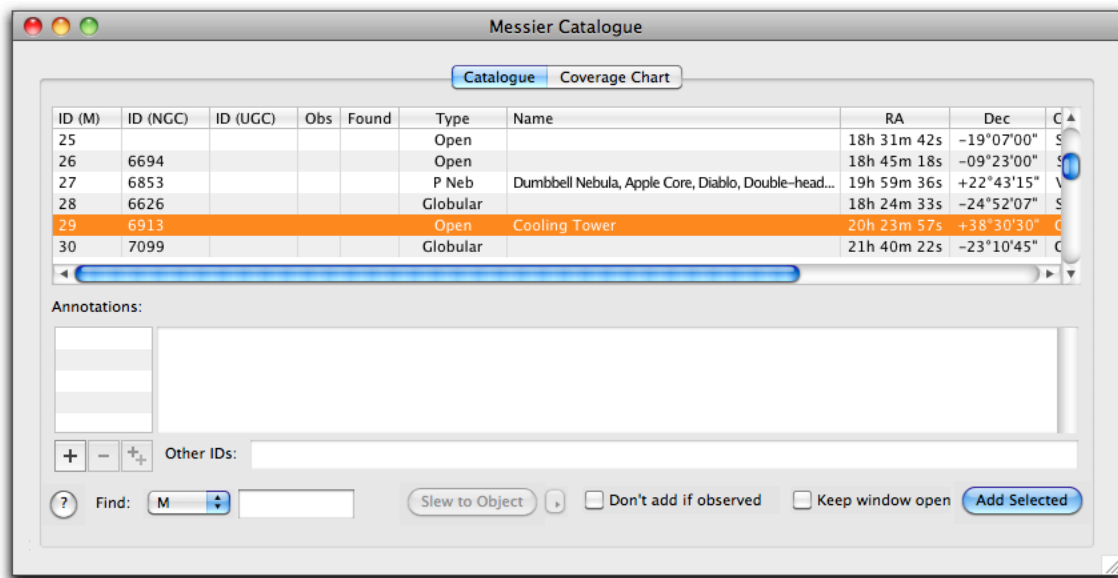 Messier Catalogue
Catalogue Coverage Chart
ID (M) ID (NGC) ID (UGC) Obs Found Type Name RA Dec C
25 Open 18h 31m 42s -19°07'00" S
26 6694 Open 18h 45m 18s -09°23'00" S
27 6853 P Neb Dumbbell Nebula, Apple Core, Diablo, Double-head... 19h 59m 36s +22°43'15" V
28 6626 Globular 18h 24m 33s -24°52'07" S
29 6913 Open Cooling Tower 20h 23m 57s +38°30'30" C
30 7099 Globular 21h 40m 22s -23°10'45" C
Annotations:
+ - ++ Other IDs:
? Find: M Slew to Object Don't add if observed Keep window open Add Selected